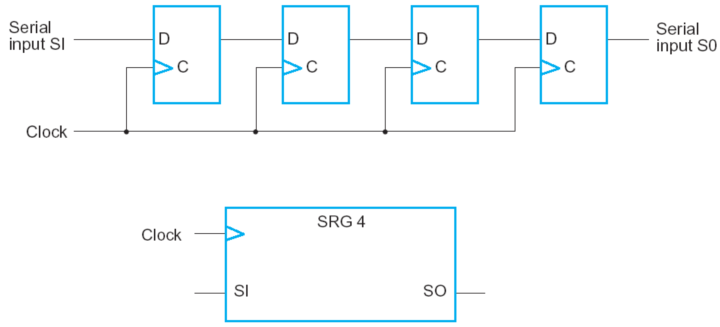 Serial
input SI
D
D
D
D
Serial
input S0
C
C
C
C
Clock
SRG 4
Clock
SI
SO